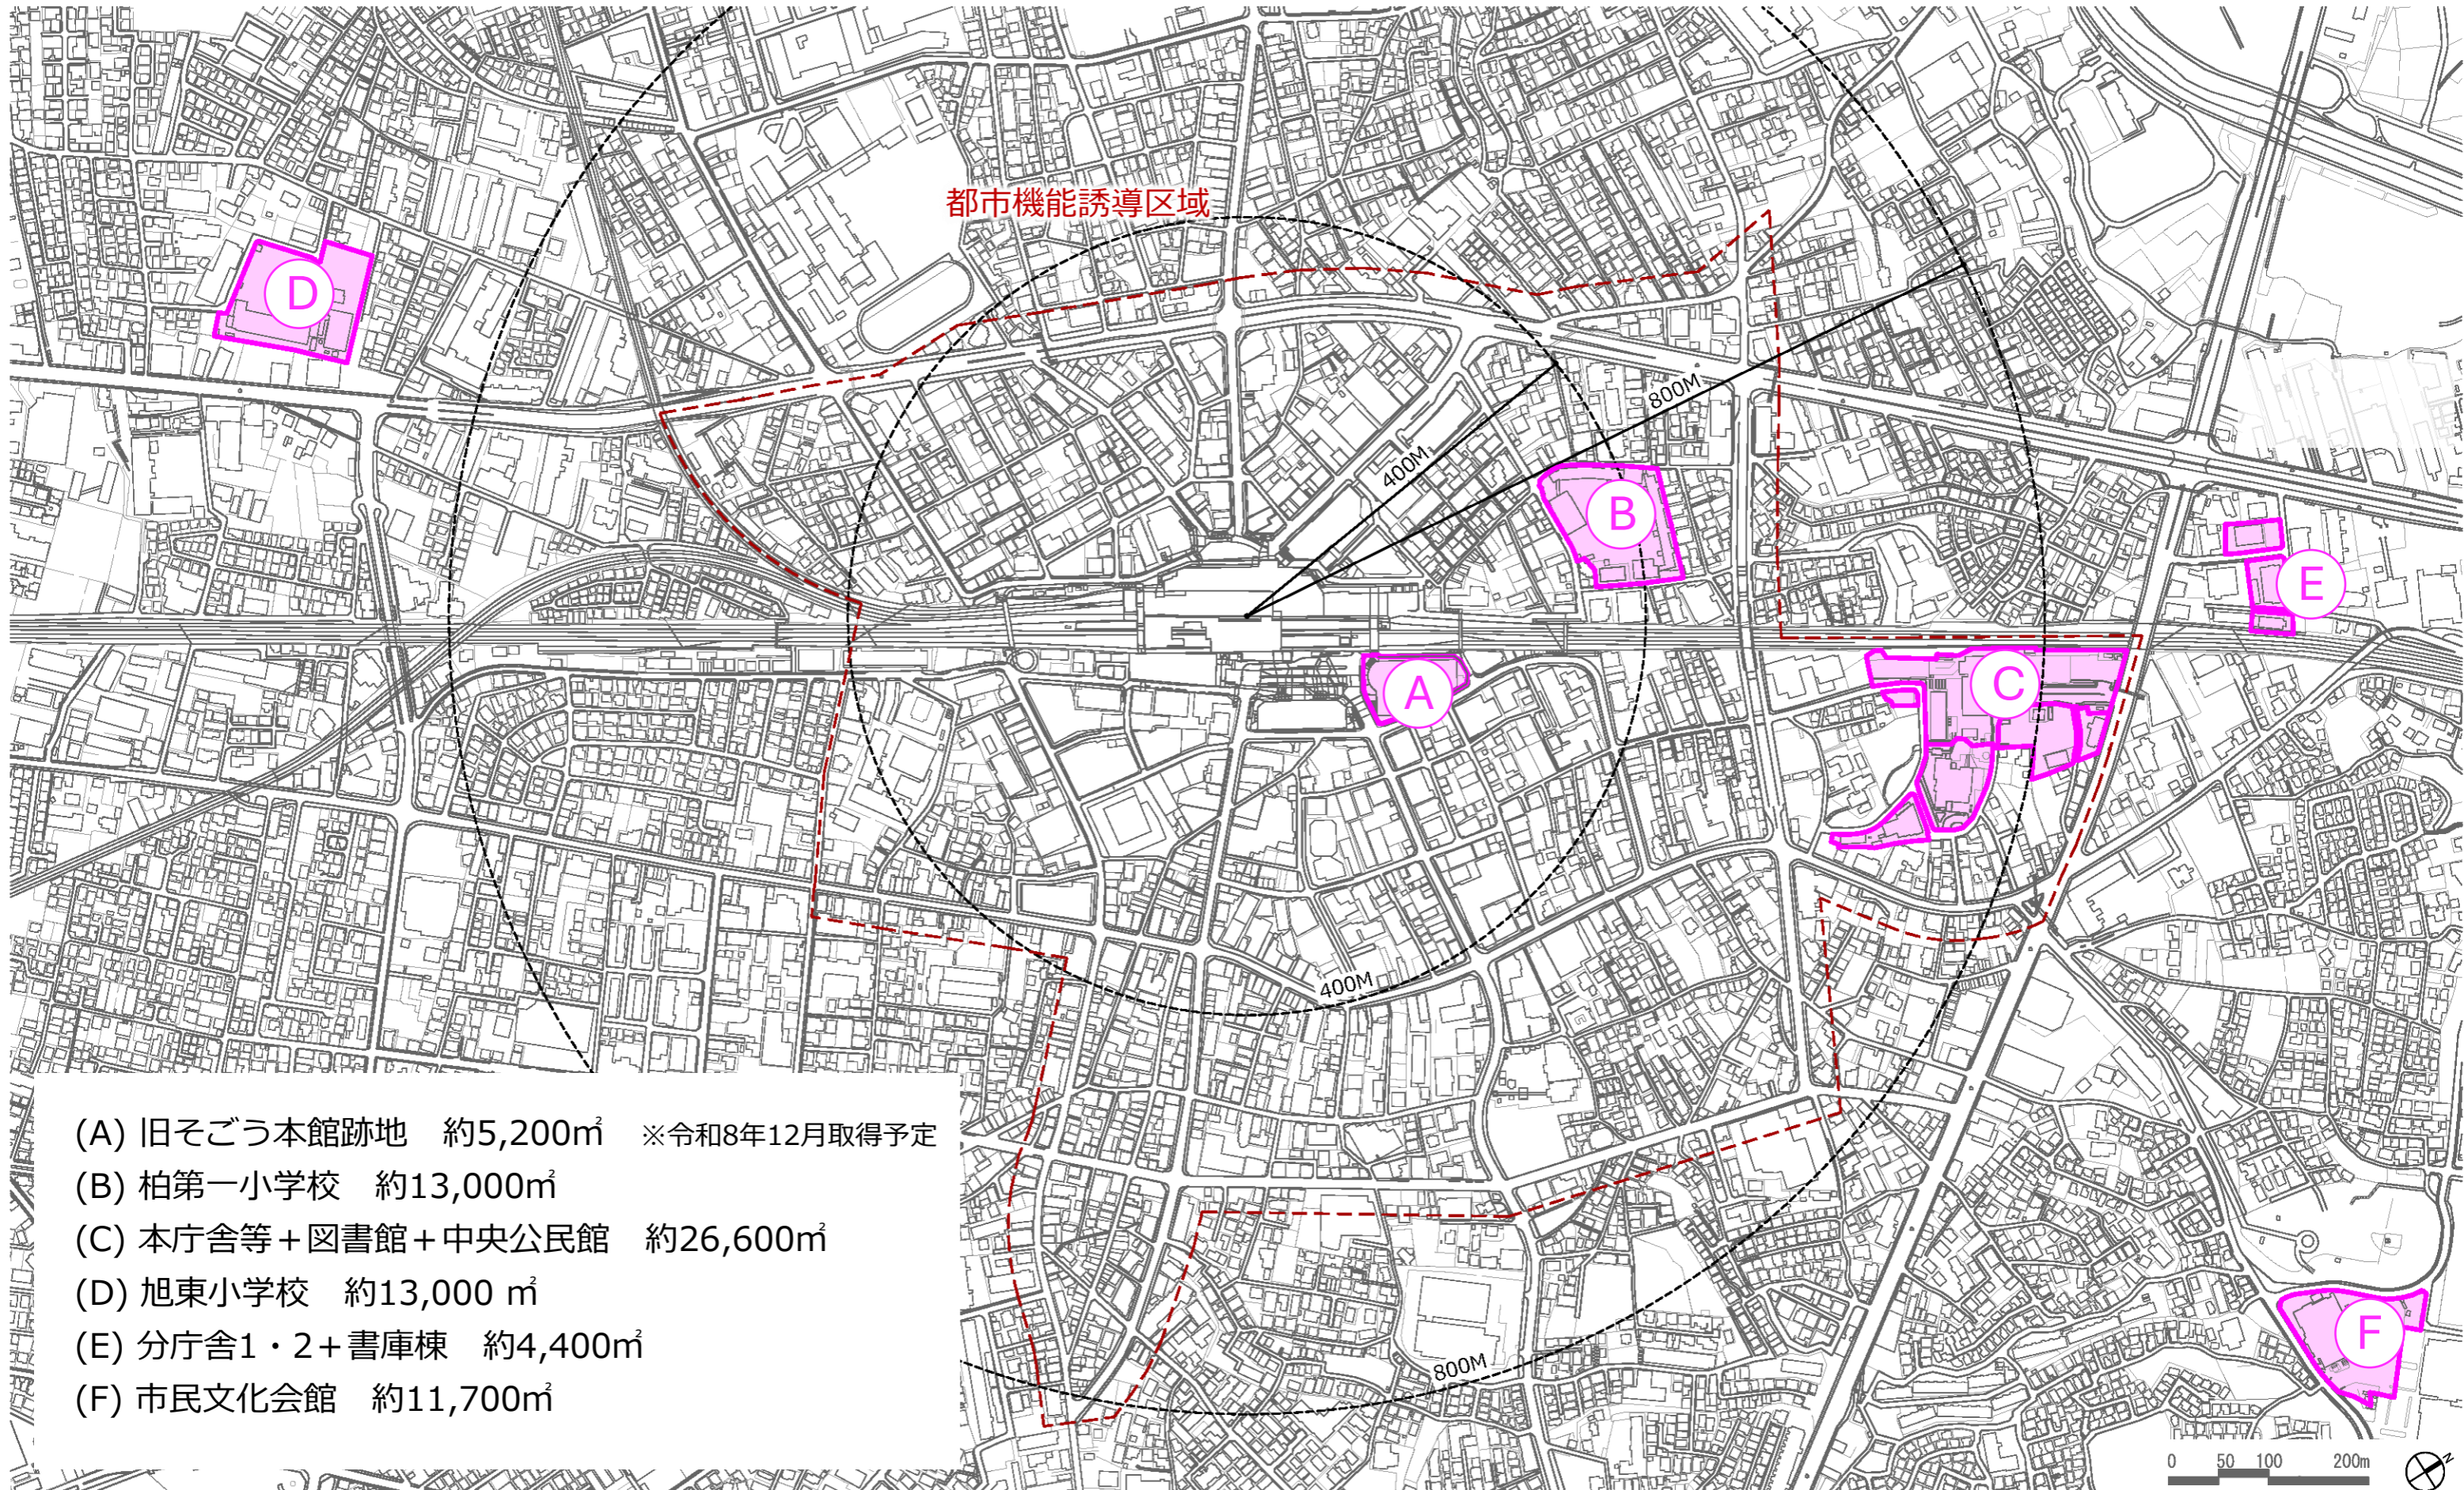 都市機能誘導区域
D
800M
400M
B
E
A
C
400M
800M
F
(A) 旧そごう本館跡地　約5,200㎡　※令和8年12月取得予定
(B) 柏第一小学校　約13,000㎡
(C) 本庁舎等＋図書館＋中央公民館　約26,600㎡
(D) 旭東小学校　約13,000 ㎡
(E) 分庁舎1・2＋書庫棟　約4,400㎡
(F) 市民文化会館　約11,700㎡
0 50 100 200m
N